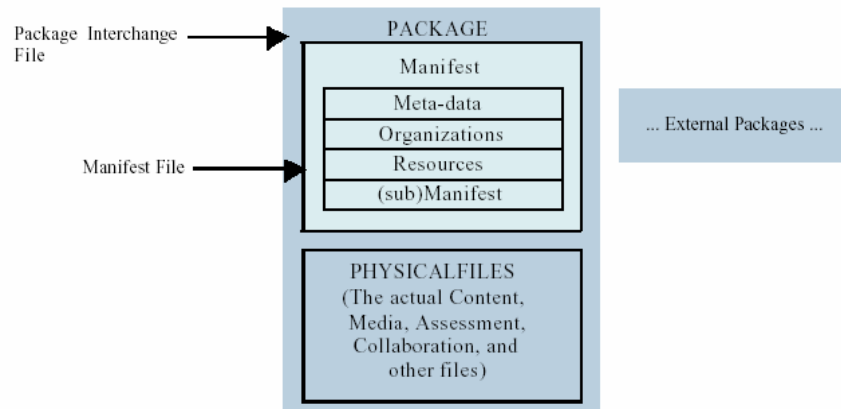 Package Interchange
File
PACKAGE
Manifest
Meta-data
Organizations
Resources
(sub)Manifest
Manifest File
... External Packages ...
PHYSICALFILES
(The actual Content,
Media, Assessment,
Collaboration, and
other files)